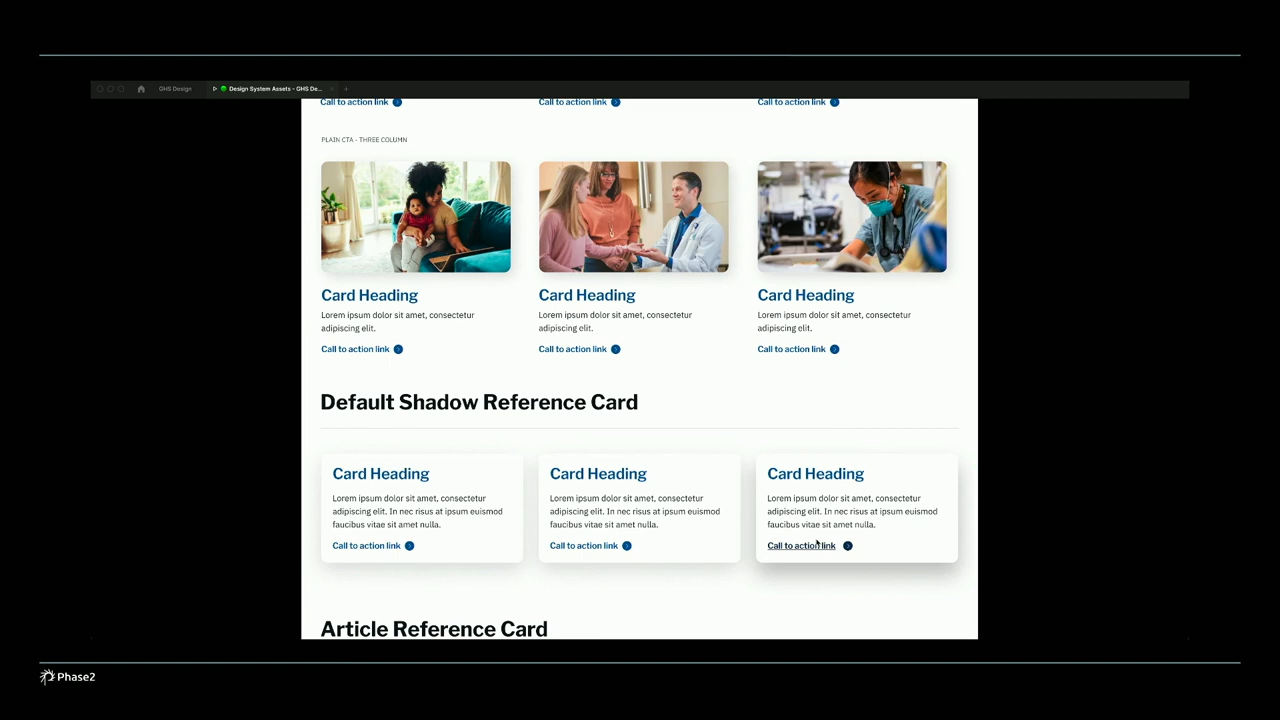 GHS Design
Design System Assets - GHS De...
Call to action link
Call to action link
Call to action link
PLAIN CTA - THREE COLUMN
Card Heading
Lorem ipsum dolor sit amet, consectetur
adipiscing elit.
Call to action link
Card Heading
Lorem ipsum dolor sit amet, consectetur
adipiscing elit.
Call to action link
Card Heading
Lorem ipsum dolor sit amet, consectetur
adipiscing elit.
Call to action link
Default Shadow Reference Card
Card Heading
Lorem ipsum dolor sit amet, consectetur
adipiscing elit. In nec risus at ipsum euismod
faucibus vitae sit amet nulla.
Call to action link
Card Heading
Lorem ipsum dolor sit amet, consectetur
adipiscing elit. In nec risus at ipsum euismod
faucibus vitae sit amet nulla.
Call to action link
Card Heading
Lorem ipsum dolor sit amet, consectetur
adipiscing elit. In nec risus at ipsum euismod
faucibus vitae sit amet nulla.
Call to action link
Article Reference Card
Phase2